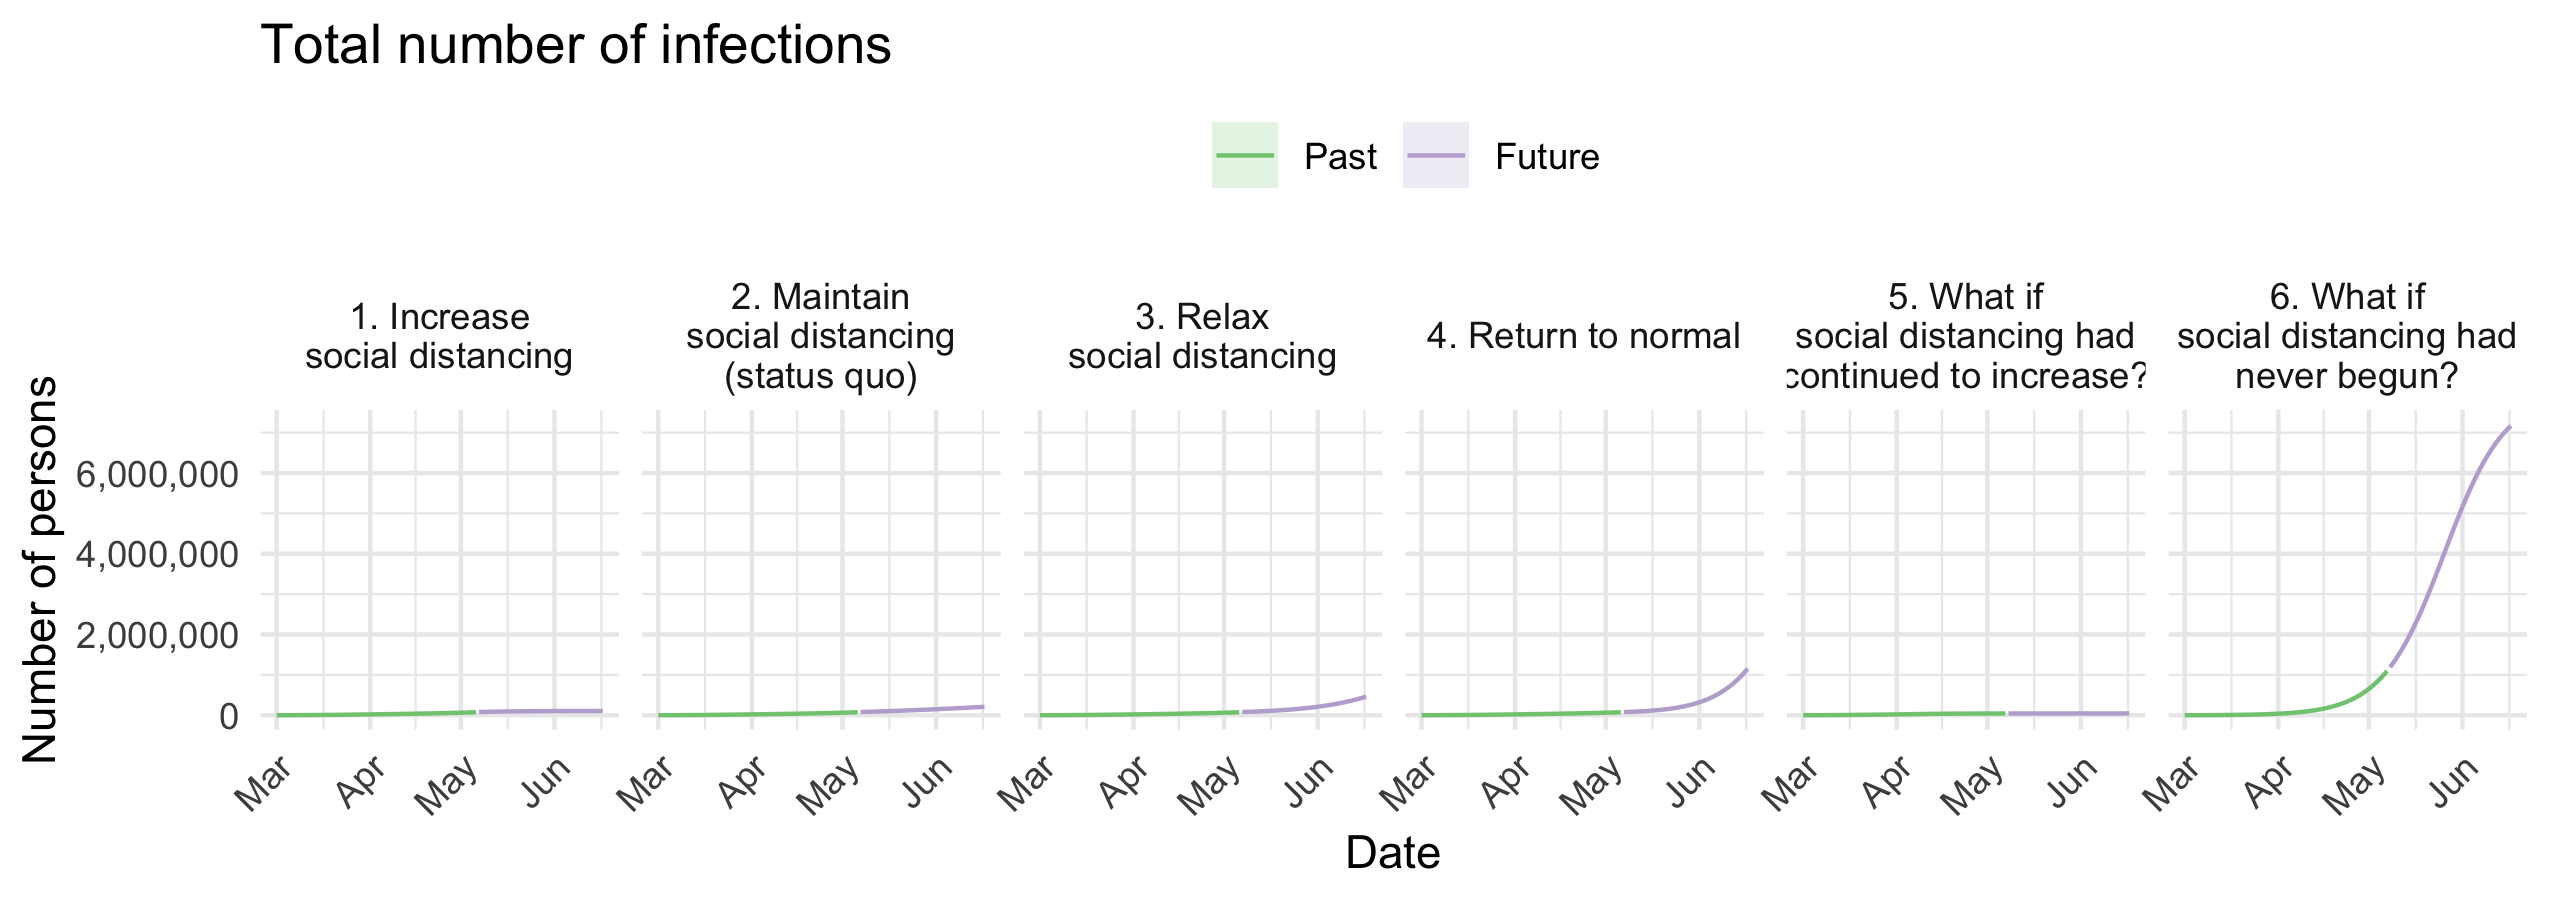 Total number of infections
Past
Future
1. Increase
social distancing
2. Maintain
social distancing
(status quo)
3. Relax
social distancing
4. Return to normal
5. What if
social distancing had
continued to increase?
6. What if
social distancing had
never begun?
Number of persons
6,000,000
4,000,000
2,000,000
0
Mar Apr May Jun
Mar Apr May Jun
Mar Apr May Jun
Mar Apr May Jun
Mar Apr May Jun
Mar Apr May Jun
Date